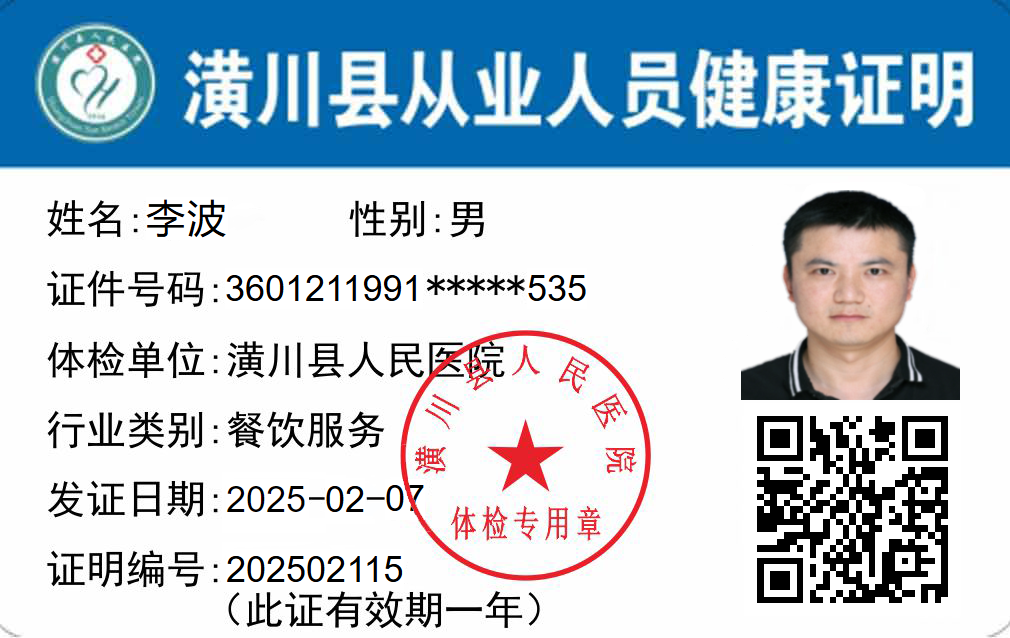 潢川县从业人员健康证明
姓名:李波 性别:男
证件号码:3601211991*****535
体检单位:潢川县人民医院
行业类别:餐饮服务
发证日期:2025-02-07
证明编号:202502115
（此证有效期一年）
潢川县人民医院
体检专用章